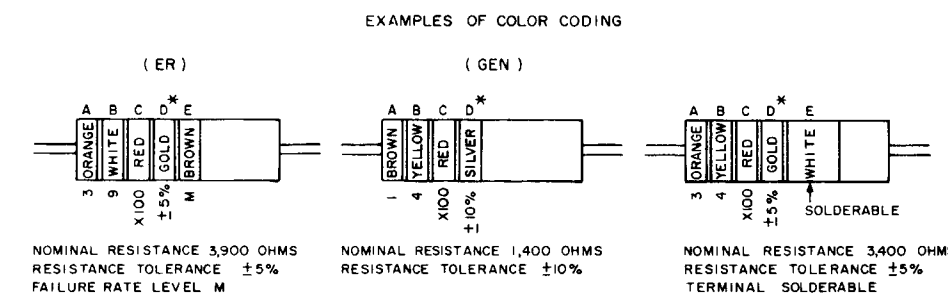 EXAMPLES OF COLOR CODING
(ER)
A B C D* E
ORANGE WHITE RED GOLD BROWN
3 9 X100 ±5% M
NOMINAL RESISTANCE 3,900 OHMS
RESISTANCE TOLERANCE ±5%
FAILURE RATE LEVEL M
(GEN)
A B C D*
BROWN YELLOW RED SILVER
1 4 X100 ±10%
NOMINAL RESISTANCE 1,400 OHMS
RESISTANCE TOLERANCE ±10%
A B C D* E
ORANGE YELLOW RED GOLD WHITE
3 4 X100 ±5% SOLDERABLE
NOMINAL RESISTANCE 3,400 OHM
RESISTANCE TOLERANCE ±5%
TERMINAL SOLDERABLE